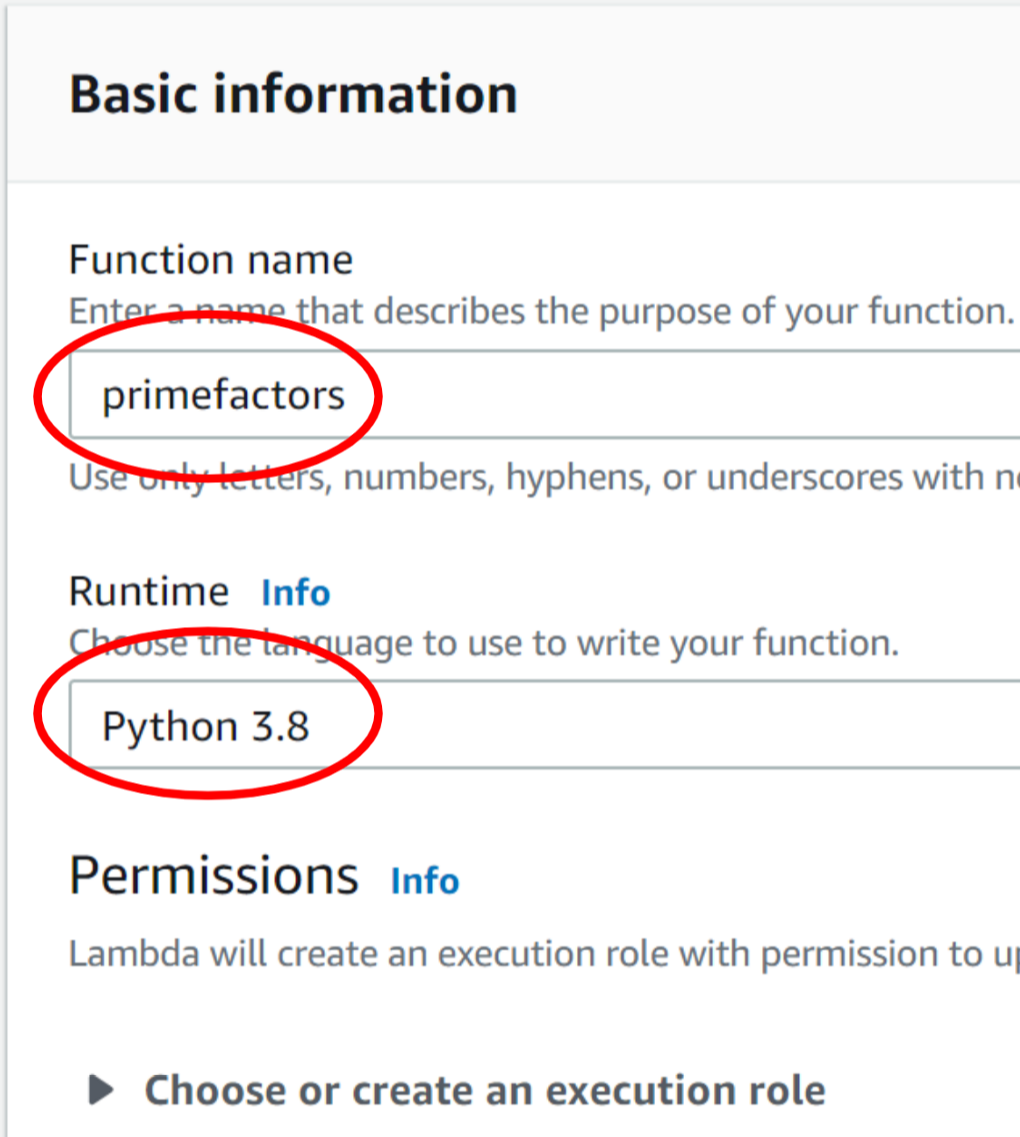 Basic information
Function name
Enter a name that describes the purpose of your function.
primefactors
Use only letters, numbers, hyphens, or underscores with
Runtime Info
Choose the language to use to write your function.
Python 3.8
Permissions Info
Lambda will create an execution role with permission to
Choose or create an execution role